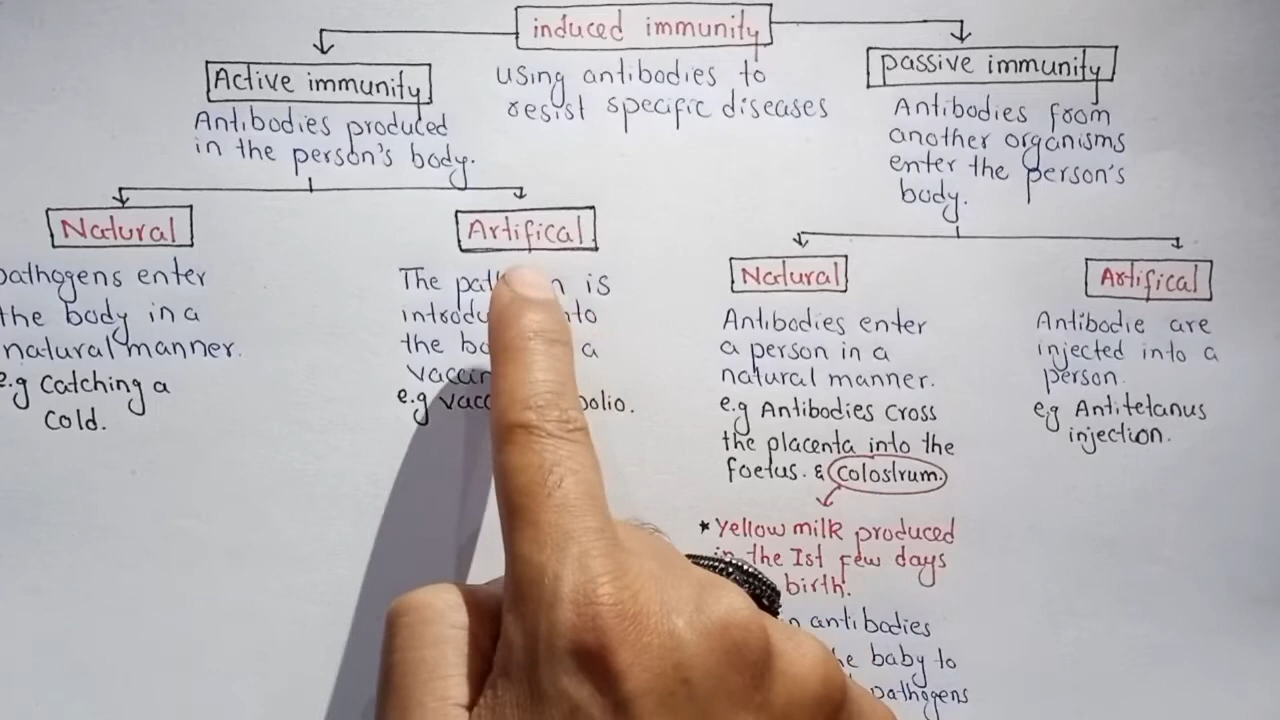 induced immunity
using antibodies to
resist specific diseases
Active immunity
Antibodies produced
in the person's body.
Natural
pathogens enter
the body in a
natural manner.
e.g catching a
cold.
Artifical
The is
the a
e.g polio.
passive immunity
Antibodies from
another organisms
enter the person's
body.
Natural
Antibodies enter
a person in a
natural manner.
e.g Antibodies cross
the placenta into the
foetus. & Colostrum.
* Yellow milk produced
in the Ist few days
birth.
antibodies
baby to
pathogens
Artifical
Antibodie are
injected into a
person.
eg Antitelanus
injection.